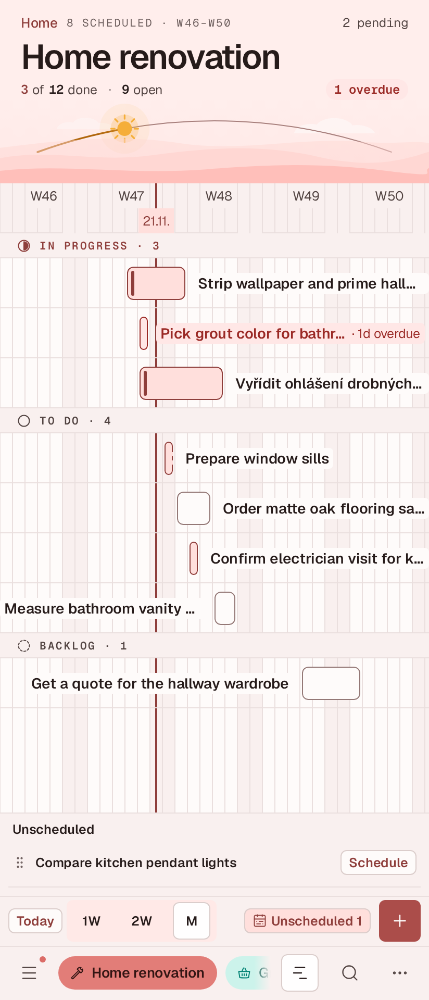 Home 8 SCHEDULED · W46–W50 2 pending
Home renovation
3 of 12 done · 9 open 1 overdue
W46 W47 W48 W49 W50
21.11.
IN PROGRESS · 3
Strip wallpaper and prime hall…
Pick grout color for bathr… · 1d overdue
Vyřídit ohlášení drobných…
TO DO · 4
Prepare window sills
Order matte oak flooring sa…
Confirm electrician visit for k…
Measure bathroom vanity …
BACKLOG · 1
Get a quote for the hallway wardrobe
Unscheduled
Compare kitchen pendant lights Schedule
Today 1W 2W M Unscheduled 1
Home renovation G